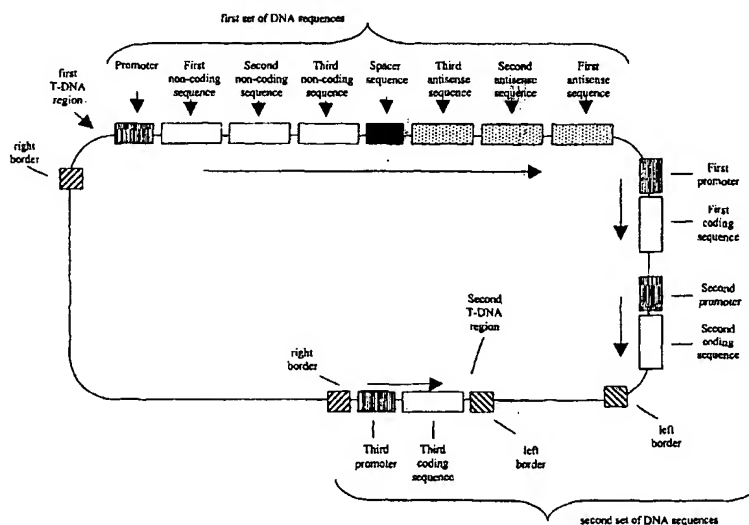 first set of DNA sequences
first
T-DNA
region
Promoter
First
non-coding
sequence
Second
non-coding
sequence
Third
non-coding
sequence
Spacer
sequence
Third
antisense
sequence
Second
antisense
sequence
First
antisense
sequence
right
border
First
promoter
First
coding
sequence
Second
promoter
Second
coding
sequence
Second
T-DNA
region
right
border
left
border
Third
promoter
Third
coding
sequence
left
border
second set of DNA sequences